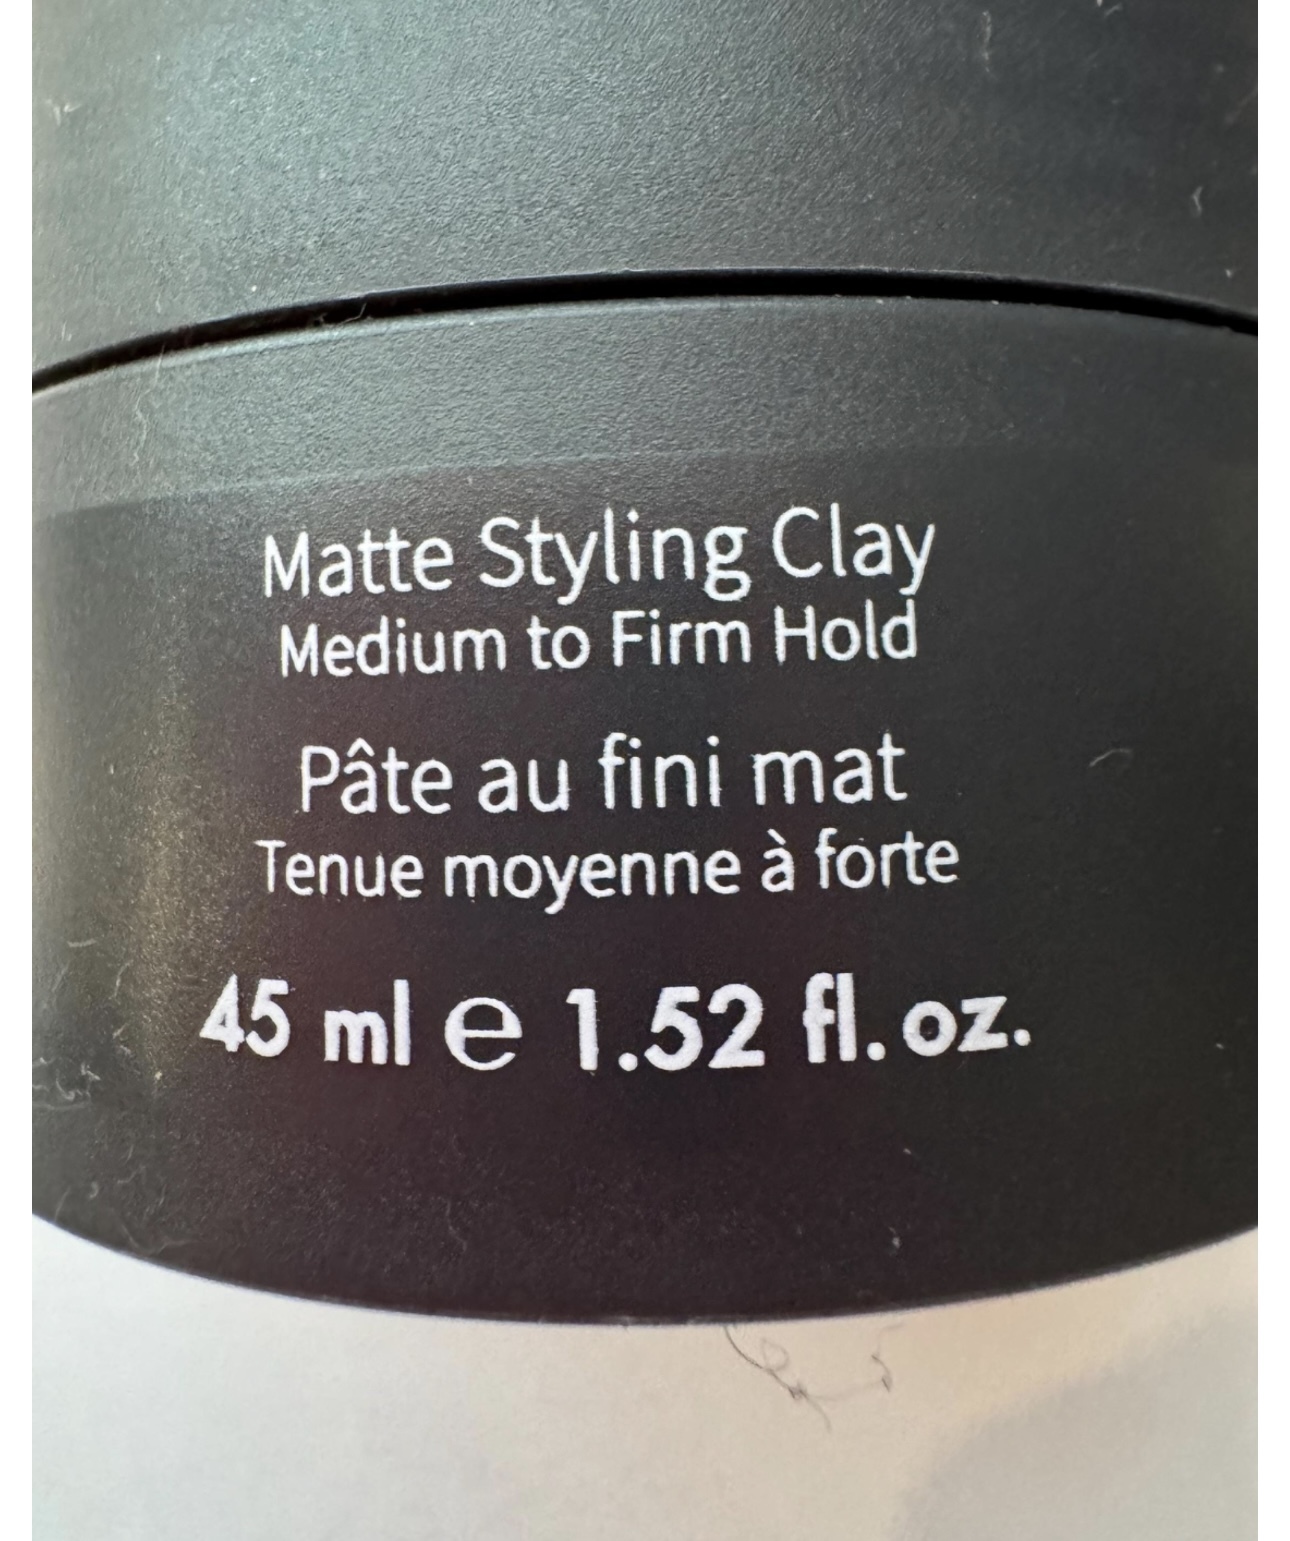 Matte Styling Clay
Medium to Firm Hold
Pâte au fini mat
Tenue moyenne à forte
45 ml e 1.52 fl. oz.